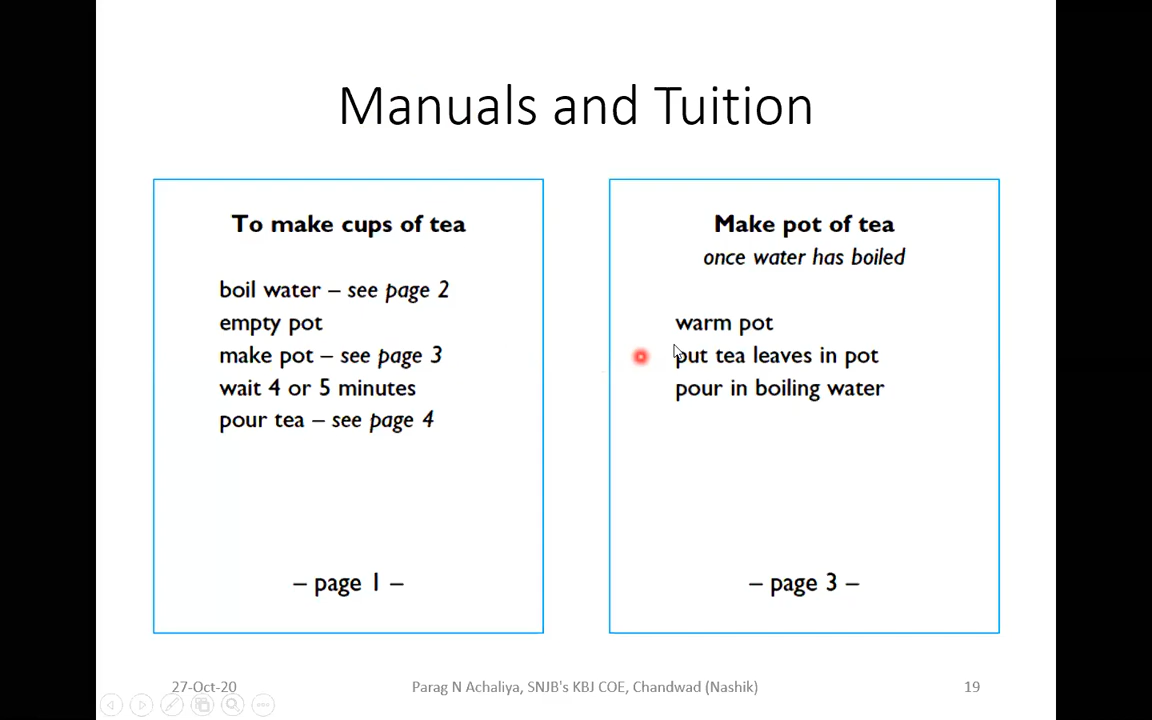 Manuals and Tuition
To make cups of tea
boil water – see page 2
empty pot
make pot – see page 3
wait 4 or 5 minutes
pour tea – see page 4
– page 1 –
Make pot of tea
once water has boiled
warm pot
put tea leaves in pot
pour in boiling water
– page 3 –
27-Oct-20
Parag N Achaliya, SNJB's KBJ COE, Chandwad (Nashik)
19